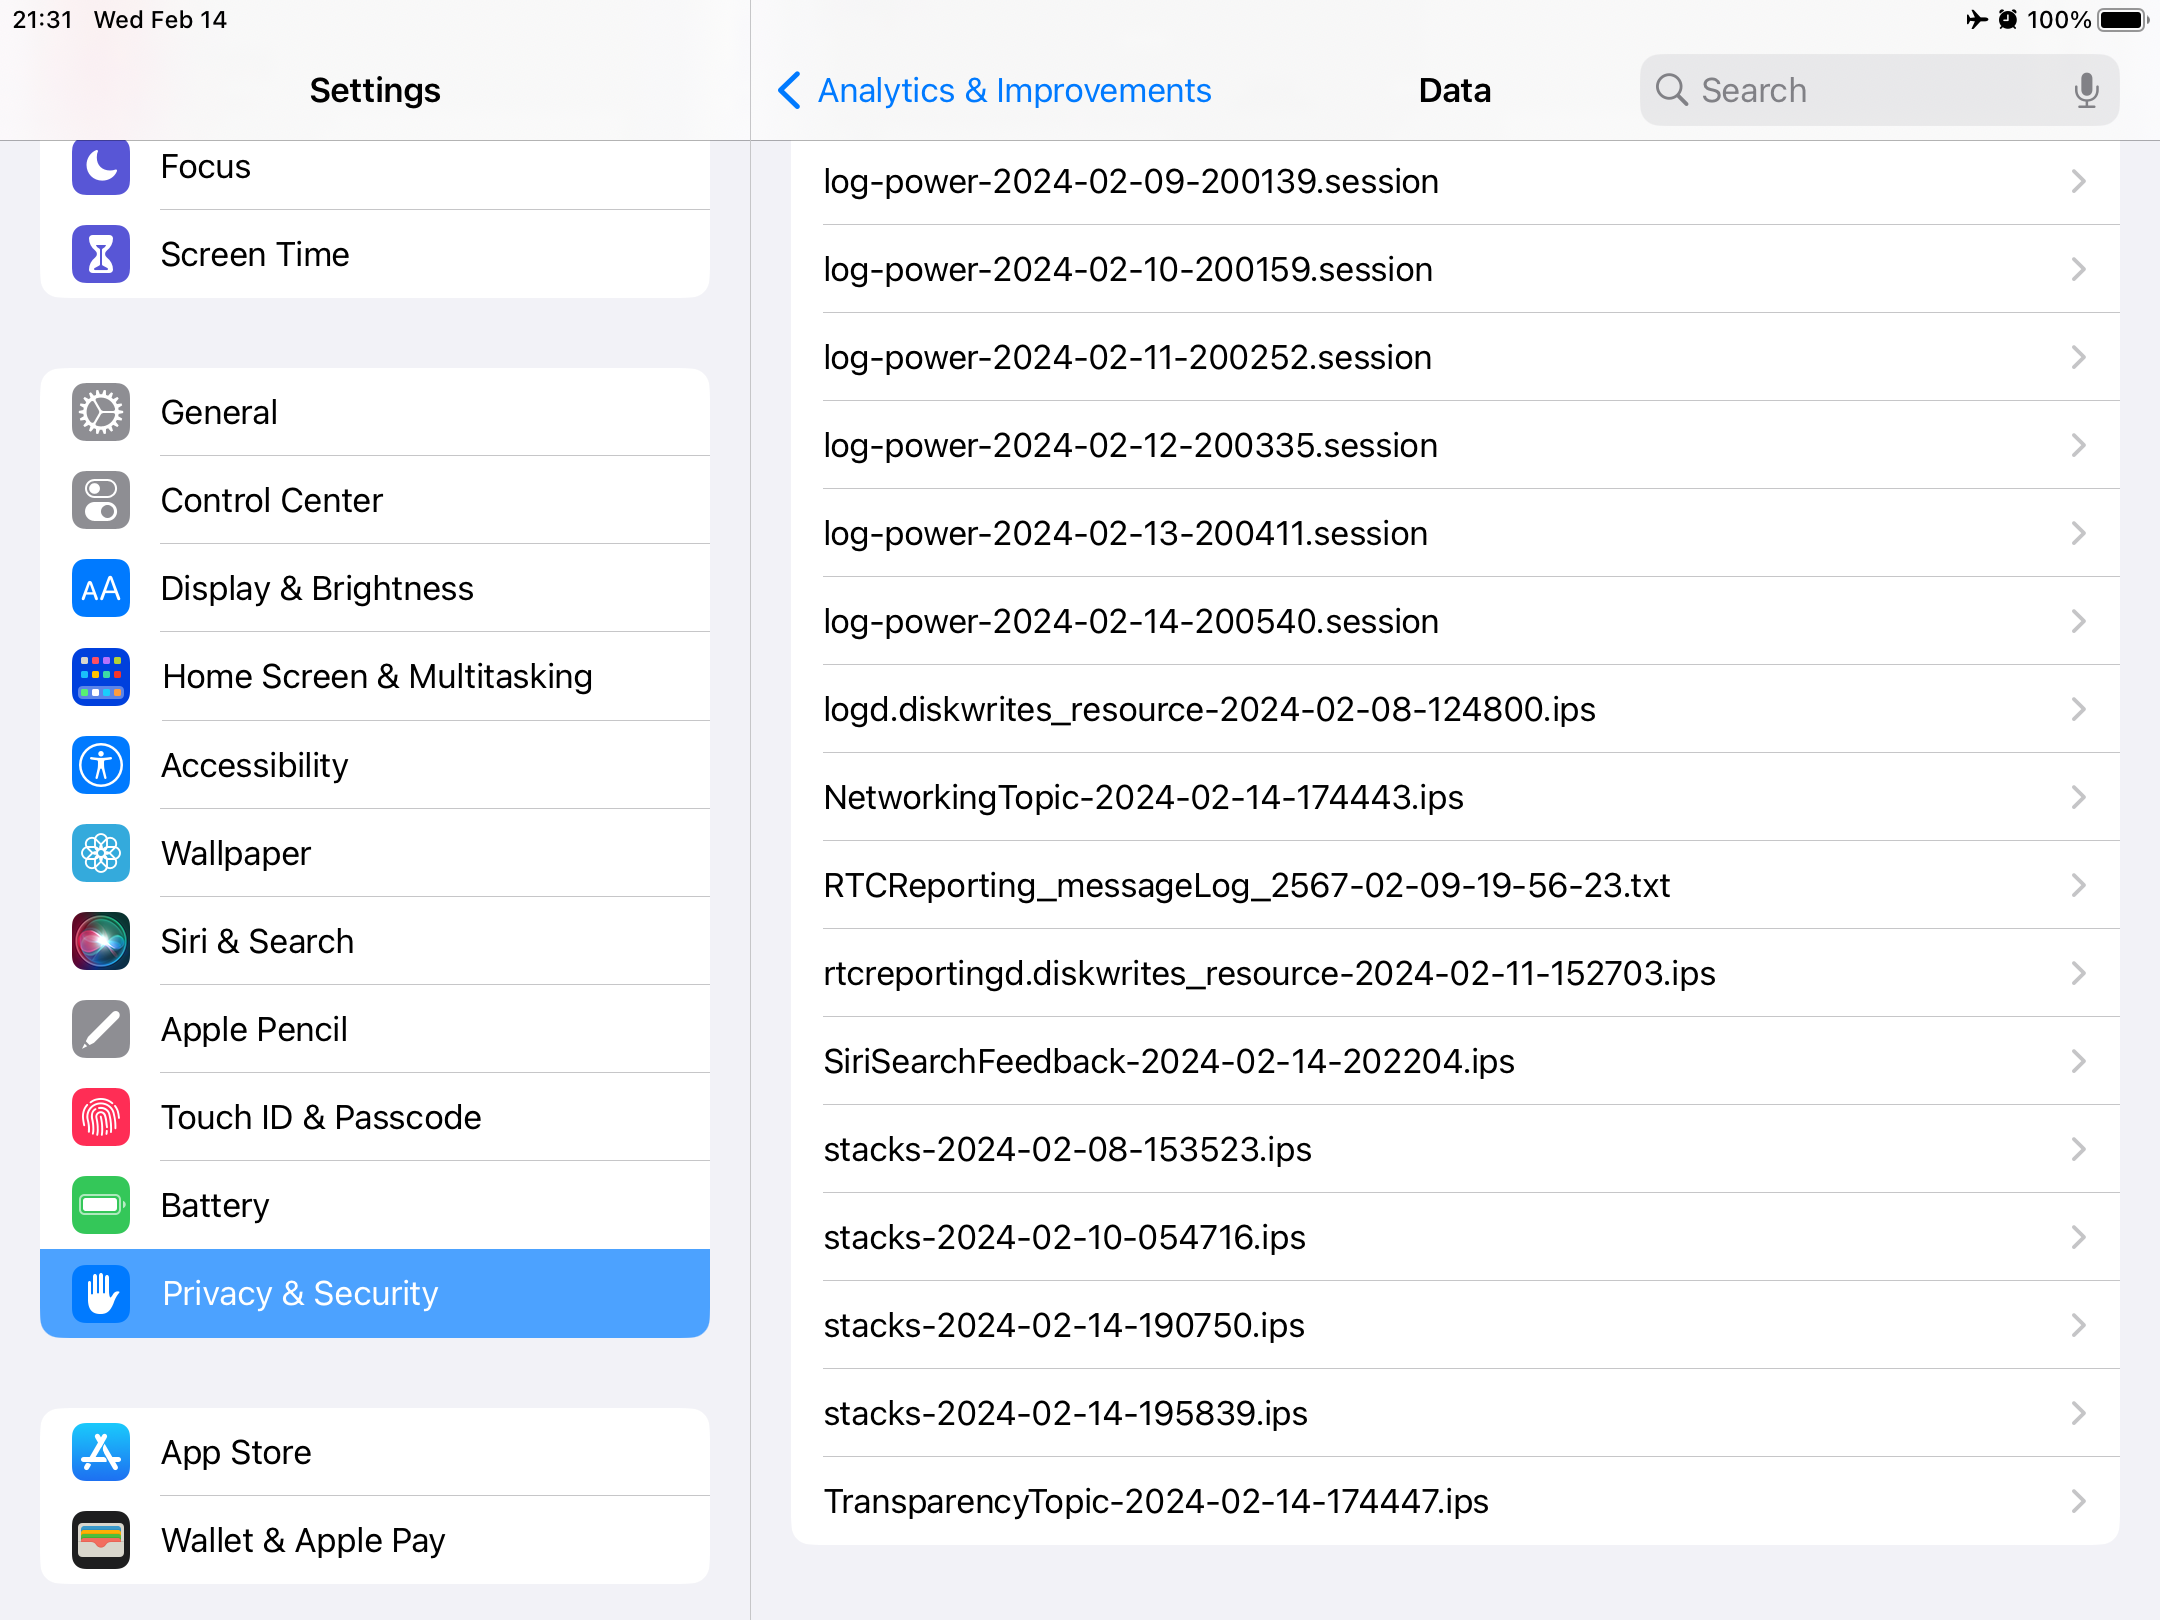 21:31 Wed Feb 14
100%
Settings
Focus
Screen Time
General
Control Center
AA Display & Brightness
Home Screen & Multitasking
Accessibility
Wallpaper
Siri & Search
Apple Pencil
Touch ID & Passcode
Battery
Privacy & Security
App Store
Wallet & Apple Pay
Analytics & Improvements
Data
Search
log-power-2024-02-09-200139.session
log-power-2024-02-10-200159.session
log-power-2024-02-11-200252.session
log-power-2024-02-12-200335.session
log-power-2024-02-13-200411.session
log-power-2024-02-14-200540.session
logd.diskwrites_resource-2024-02-08-124800.ips
NetworkingTopic-2024-02-14-174443.ips
RTCReporting_messageLog_2567-02-09-19-56-23.txt
rtcreportingd.diskwrites_resource-2024-02-11-152703.ips
SiriSearchFeedback-2024-02-14-202204.ips
stacks-2024-02-08-153523.ips
stacks-2024-02-10-054716.ips
stacks-2024-02-14-190750.ips
stacks-2024-02-14-195839.ips
TransparencyTopic-2024-02-14-174447.ips